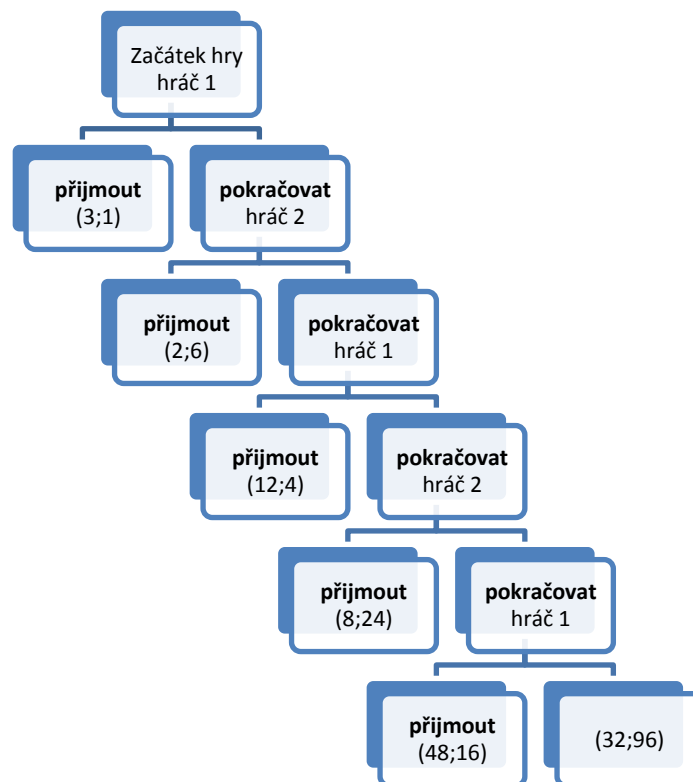 Začátek hry
hráč 1
přijmout
(3;1)
pokračovat
hráč 2
přijmout
(2;6)
pokračovat
hráč 1
přijmout
(12;4)
pokračovat
hráč 2
přijmout
(8;24)
pokračovat
hráč 1
přijmout
(48;16)
(32;96)